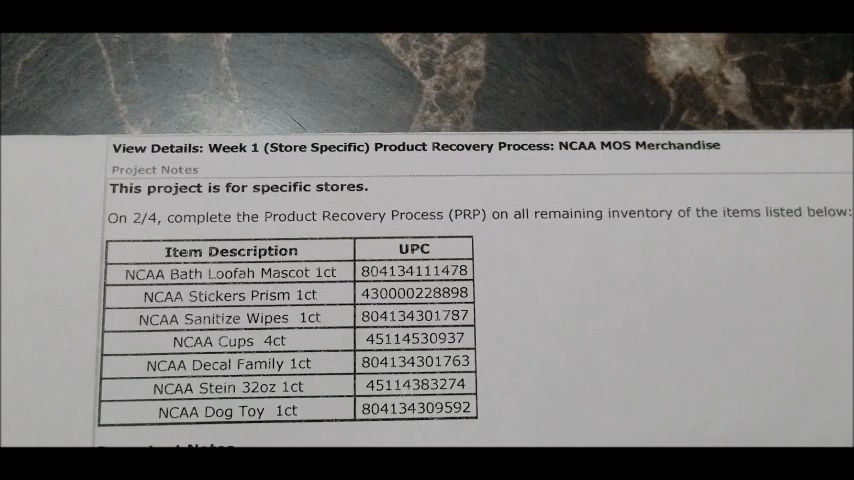 View Details: Week 1 (Store Specific) Product Recovery Process: NCAA MOS Merchandise
Project Notes
This project is for specific stores.
On 2/4, complete the Product Recovery Process (PRP) on all remaining inventory of the items listed below:
Item Description UPC
NCAA Bath Loofah Mascot 1ct 804134111478
NCAA Stickers Prism 1ct 430000228898
NCAA Sanitize Wipes 1ct 804134301787
NCAA Cups 4ct 45114530937
NCAA Decal Family 1ct 804134301763
NCAA Stein 32oz 1ct 45114383274
NCAA Dog Toy 1ct 804134309592